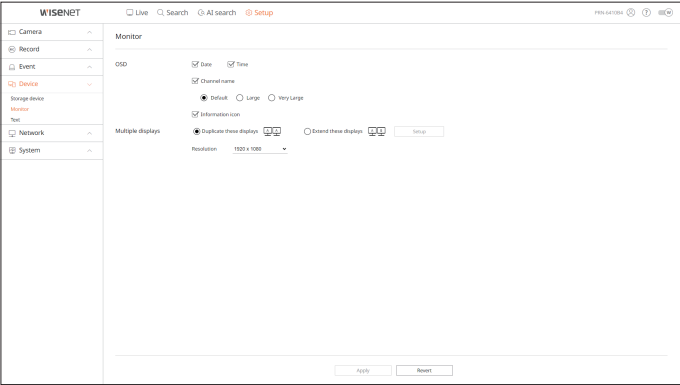 WISENET Live Search AI search Setup PRN-6410B4 ? W
Camera
Monitor
Record
OSD Date Time
Event
Channel name
Device
Default Large Very Large
Storage device
Monitor
Information icon
Text
Multiple displays Duplicate these displays A A Extend these displays A B Setup
Network
Resolution 1920 x 1080
System
Apply Revert